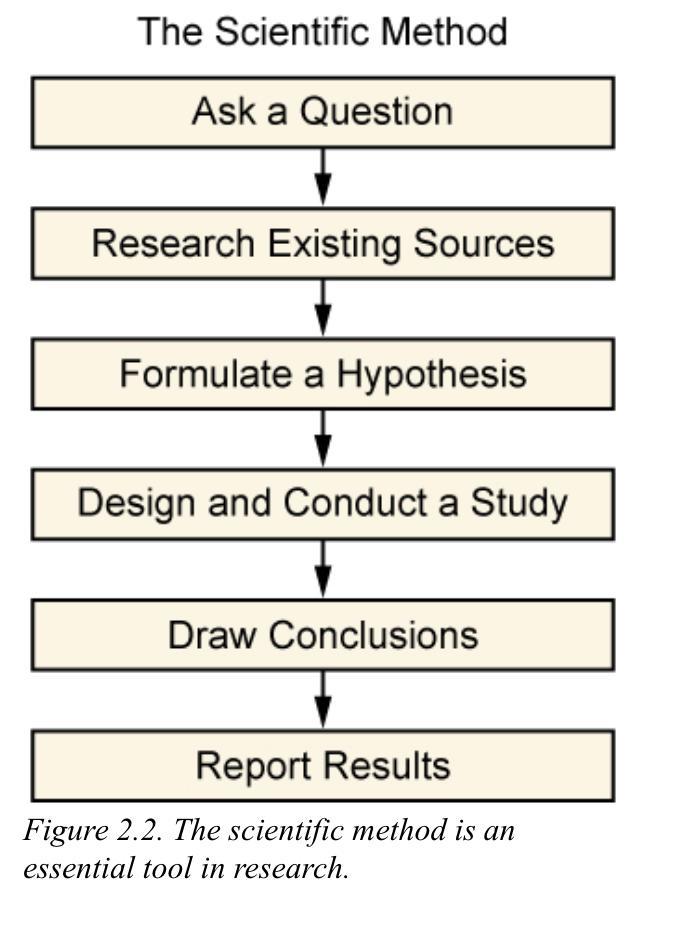 The Scientific Method
Ask a Question
Research Existing Sources
Formulate a Hypothesis
Design and Conduct a Study
Draw Conclusions
Report Results
Figure 2.2. The scientific method is an
essential tool in research.